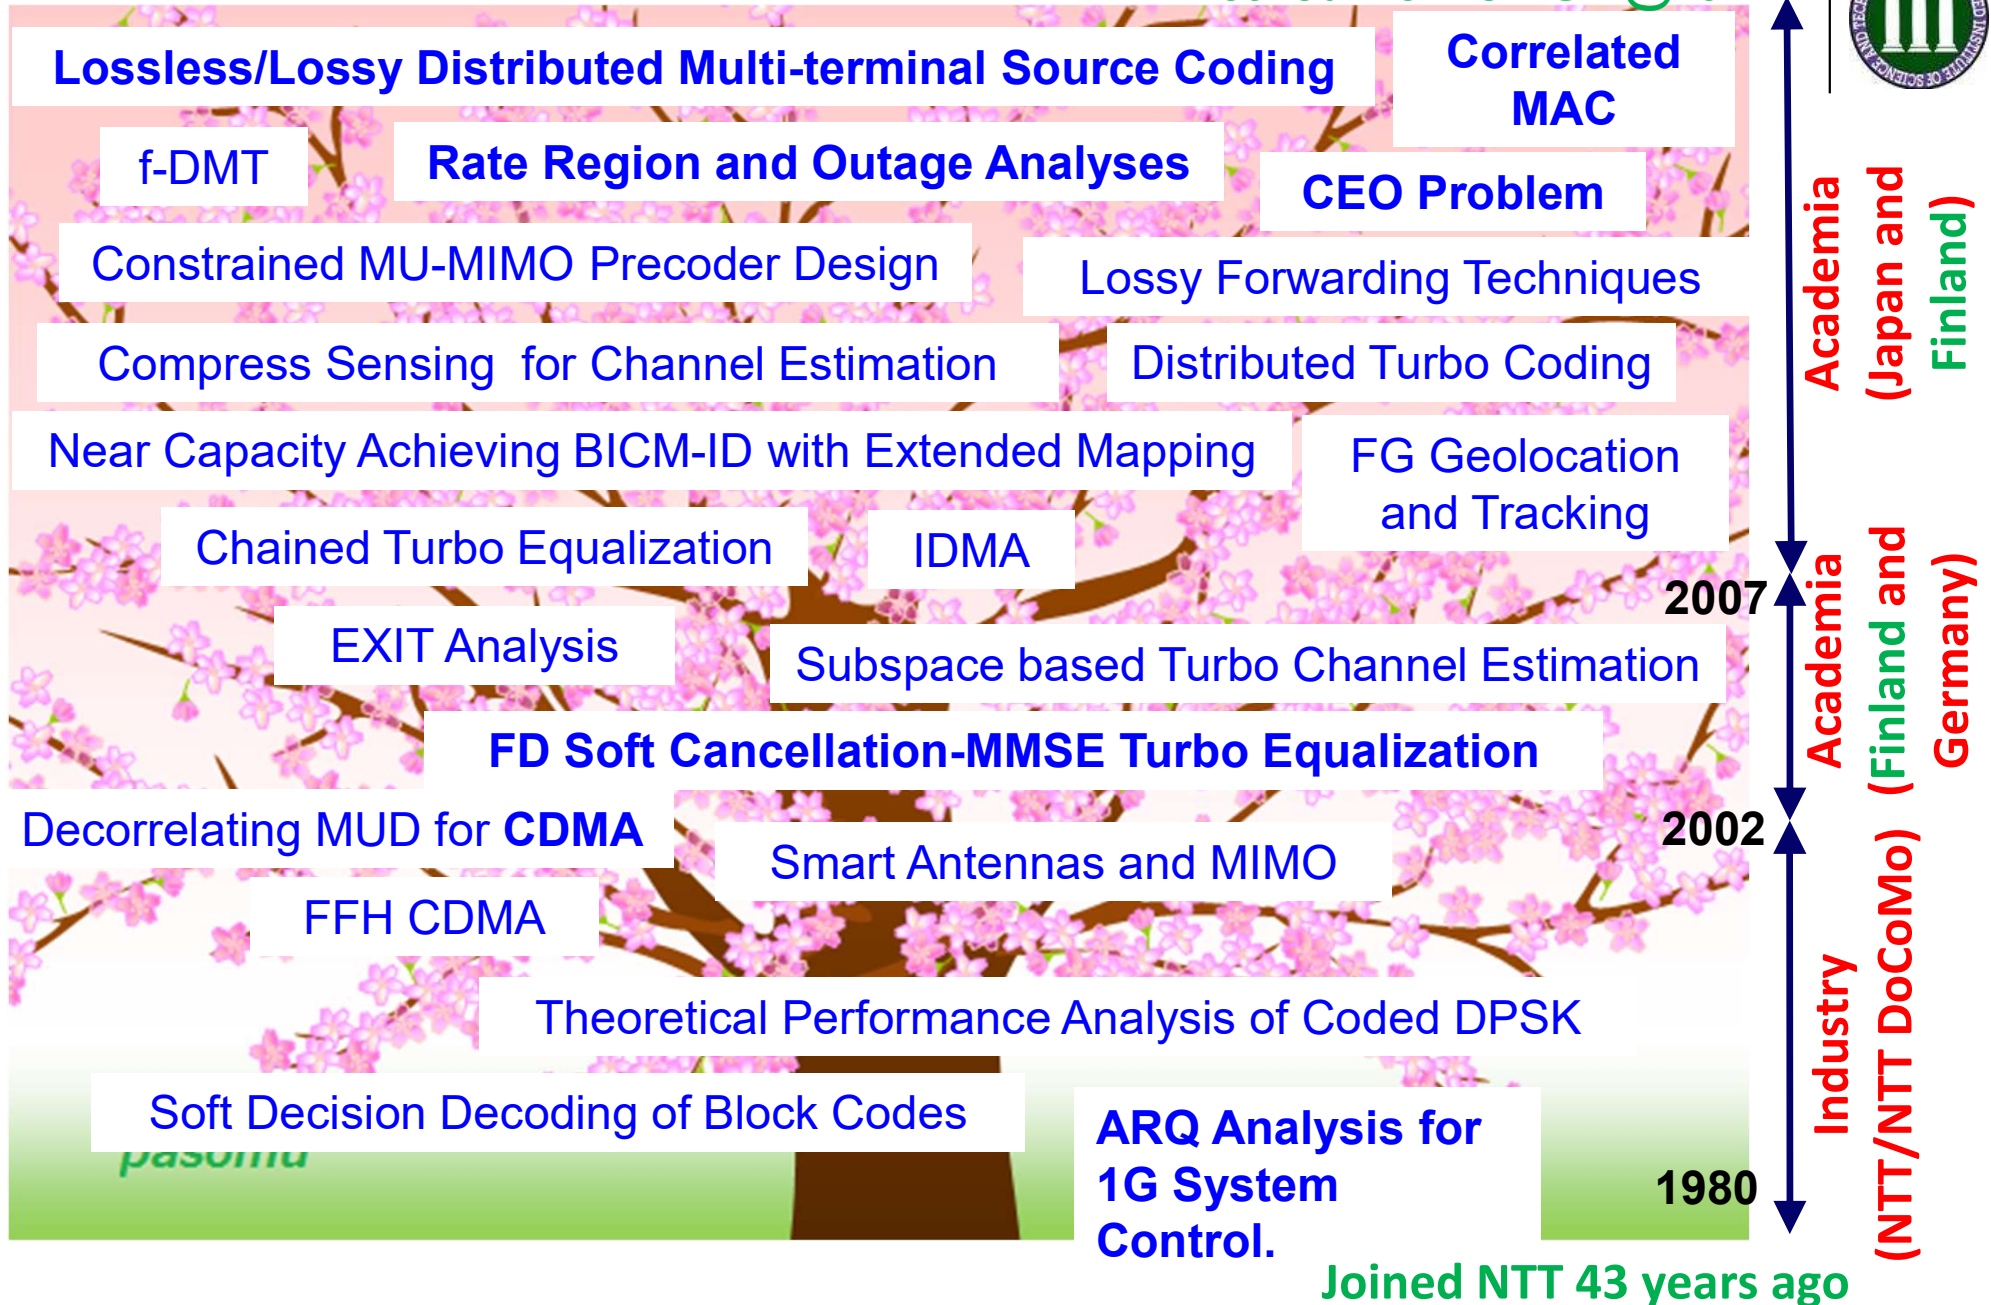 Lossless/Lossy Distributed Multi-terminal Source Coding
Correlated
MAC
f-DMT
Rate Region and Outage Analyses
CEO Problem
Constrained MU-MIMO Precoder Design
Lossy Forwarding Techniques
Compress Sensing for Channel Estimation
Distributed Turbo Coding
Near Capacity Achieving BICM-ID with Extended Mapping
FG Geolocation
and Tracking
Chained Turbo Equalization
IDMA
EXIT Analysis
Subspace based Turbo Channel Estimation
FD Soft Cancellation-MMSE Turbo Equalization
Decorrelating MUD for CDMA
Smart Antennas and MIMO
FFH CDMA
Theoretical Performance Analysis of Coded DPSK
Soft Decision Decoding of Block Codes
ARQ Analysis for
1G System
Control.
pasomu
Academia
(Japan and
Finland)
2007
Academia
(Finland and
Germany)
2002
Industry
(NTT/NTT DoCoMo)
1980
Joined NTT 43 years ago
INSTITUTE OF SCIENCE AND